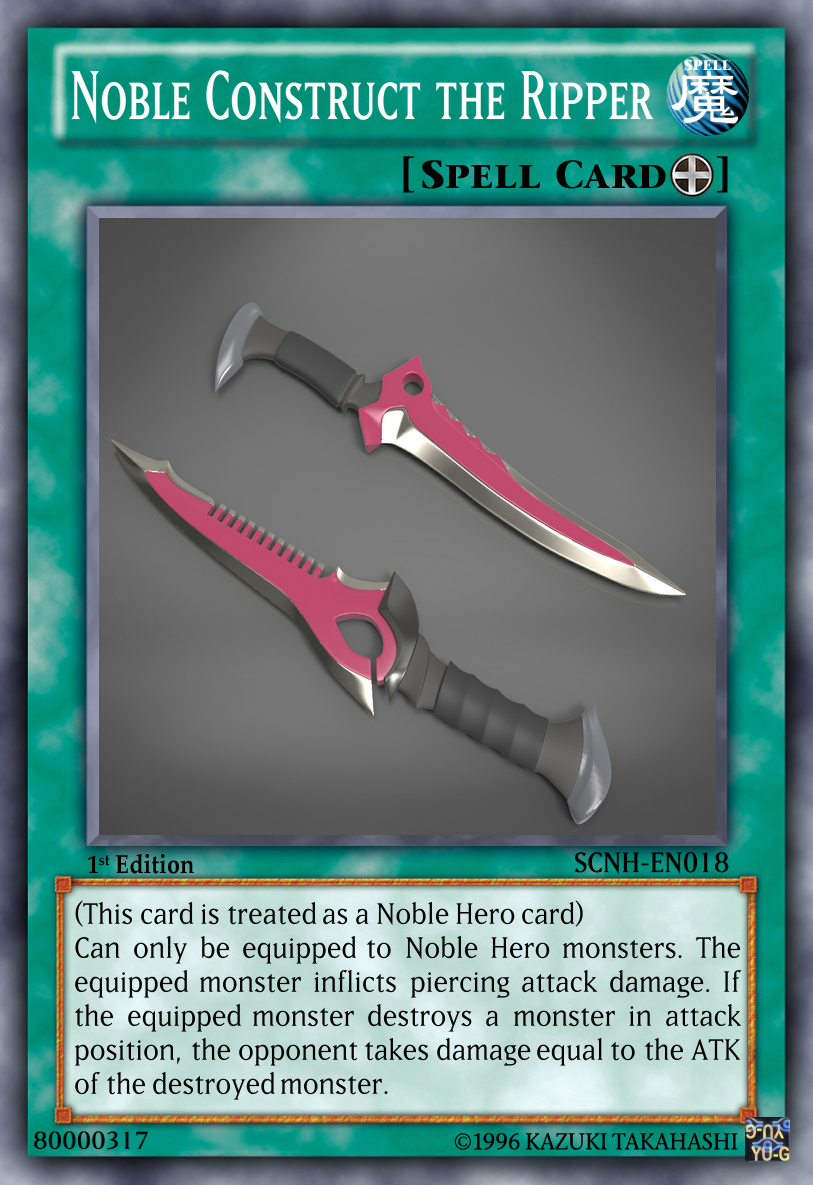 NOBLE CONSTRUCT THE RIPPER
SPELL
魔
[SPELL CARD]
1st Edition
SCNH-EN018
(This card is treated as a Noble Hero card)
Can only be equipped to Noble Hero monsters. The
equipped monster inflicts piercing attack damage. If
the equipped monster destroys a monster in attack
position, the opponent takes damage equal to the ATK
of the destroyed monster.
80000317
©1996 KAZUKI TAKAHASHI
YU-G
YU-G